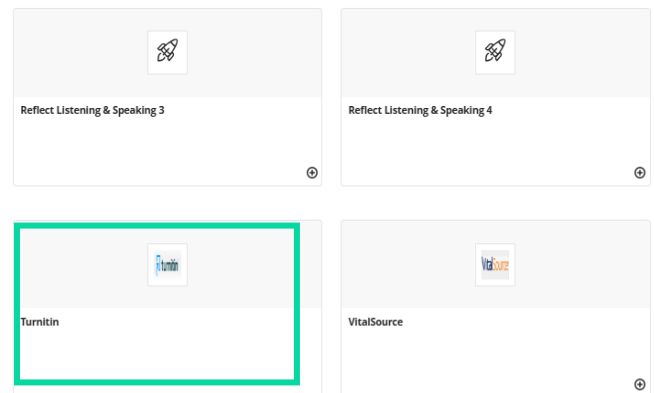 Reflect Listening & Speaking 3
Reflect Listening & Speaking 4
turnitin
VitalSource
Turnitin
VitalSource